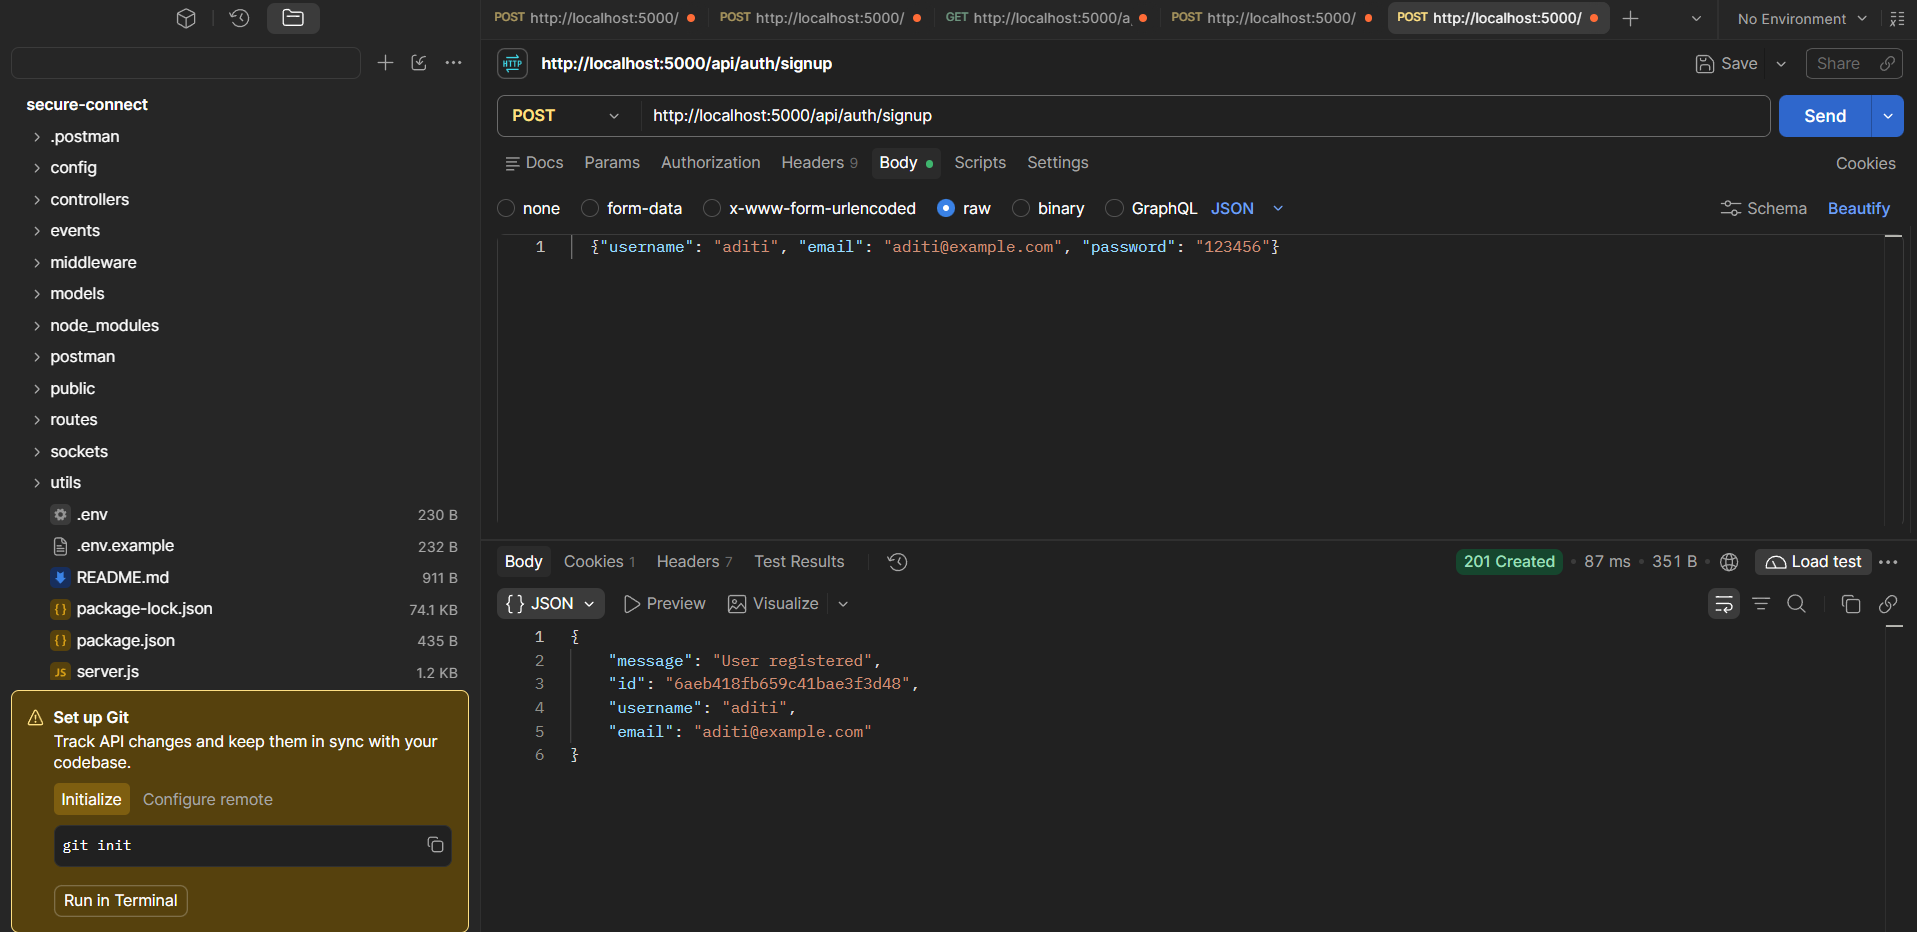 POST http://localhost:5000/
POST http://localhost:5000/
GET http://localhost:5000/a
POST http://localhost:5000/
POST http://localhost:5000/
No Environment
HTTP http://localhost:5000/api/auth/signup
Save
Share
secure-connect
.postman
config
controllers
events
middleware
models
node_modules
postman
public
routes
sockets
utils
.env 230 B
.env.example 232 B
README.md 911 B
{} package-lock.json 74.1 KB
{} package.json 435 B
JS server.js 1.2 KB
Set up Git
Track API changes and keep them in sync with your
codebase.
Initialize Configure remote
git init
Run in Terminal
POST http://localhost:5000/api/auth/signup
Send
Docs Params Authorization Headers 9 Body Scripts Settings
Cookies
none form-data x-www-form-urlencoded raw binary GraphQL JSON
Schema Beautify
1 {"username": "aditi", "email": "aditi@example.com", "password": "123456"}
Body Cookies 1 Headers 7 Test Results
201 Created • 87 ms • 351 B • Load test
{} JSON Preview Visualize
1 {
2 "message": "User registered",
3 "id": "6aeb418fb659c41bae3f3d48",
4 "username": "aditi",
5 "email": "aditi@example.com"
6 }